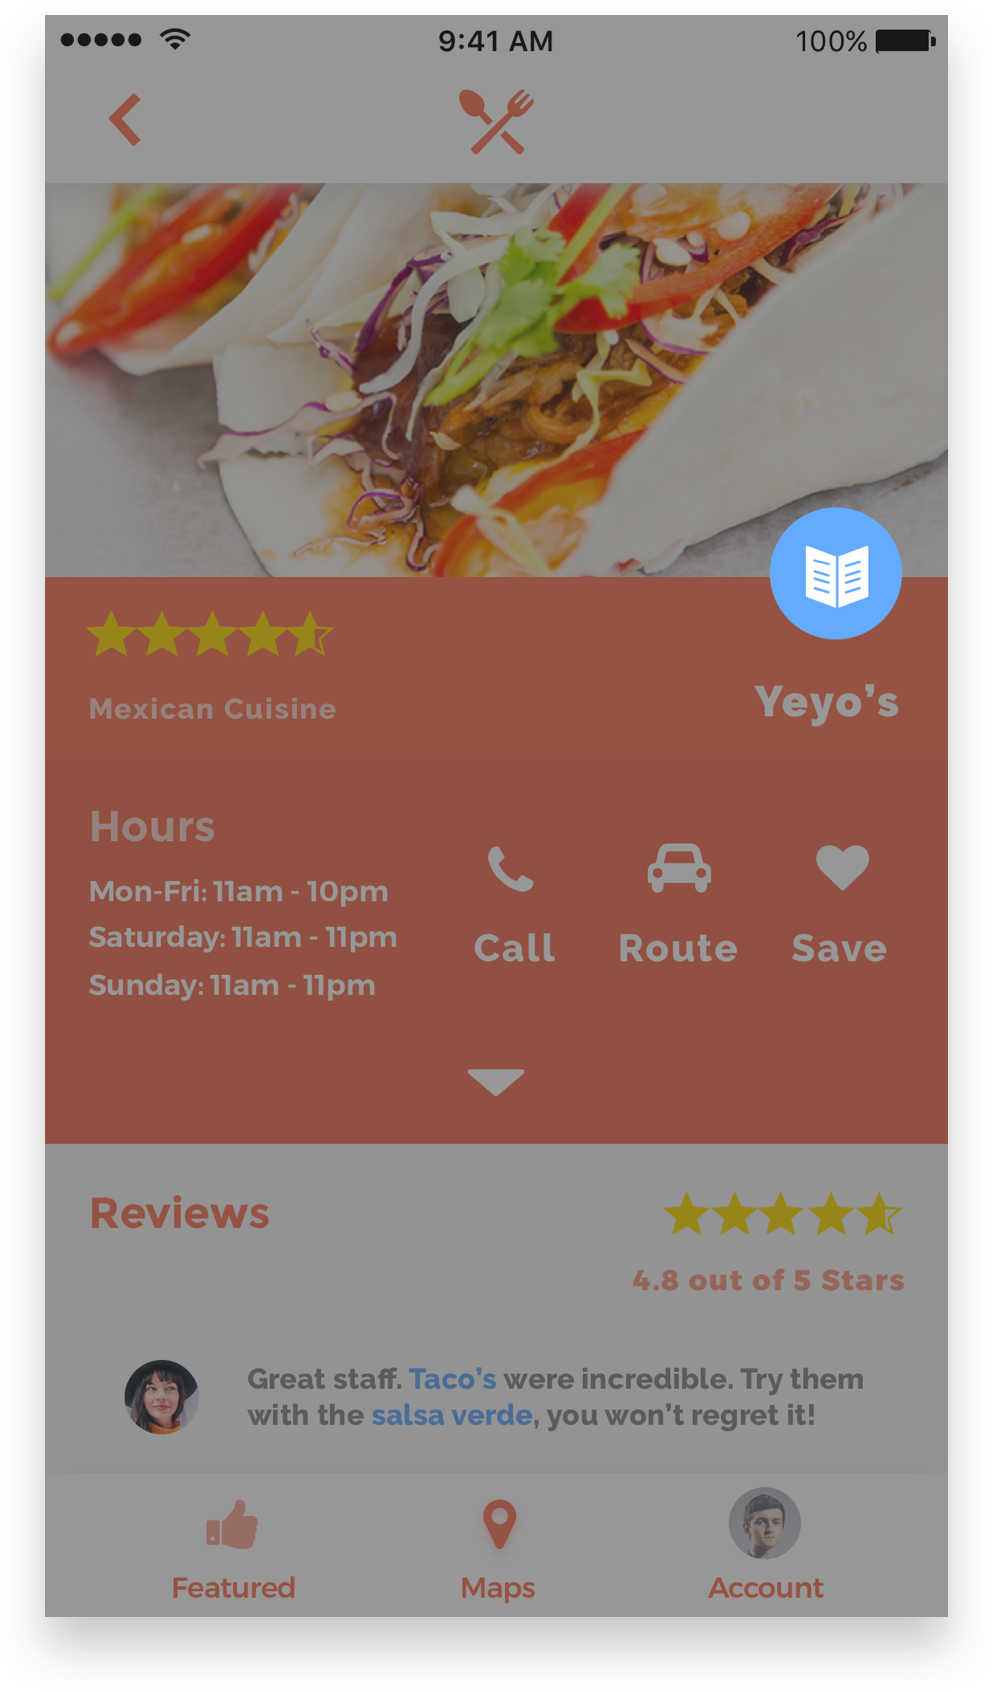 9:41 AM 100%
Mexican Cuisine
Yeyo’s
Hours
Mon-Fri: 11am - 10pm
Saturday: 11am - 11pm
Sunday: 11am - 11pm
Call Route Save
Reviews
4.8 out of 5 Stars
Great staff. Taco’s were incredible. Try them
with the salsa verde, you won’t regret it!
Featured Maps Account